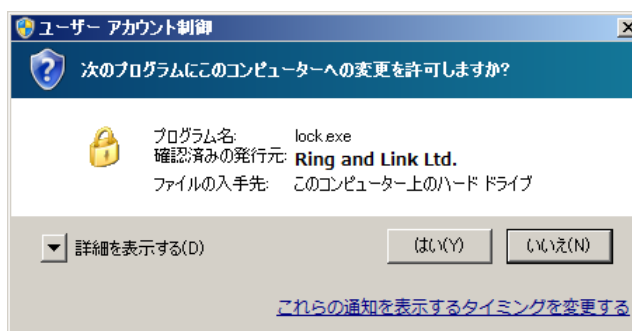 ユーザー アカウント制御
次のプログラムにこのコンピューターへの変更を許可しますか?
プログラム名: lock.exe
確認済みの発行元: Ring and Link Ltd.
ファイルの入手先: このコンピューター上のハード ドライブ
詳細を表示する(D) はい(Y) いいえ(N)
これらの通知を表示するタイミングを変更する